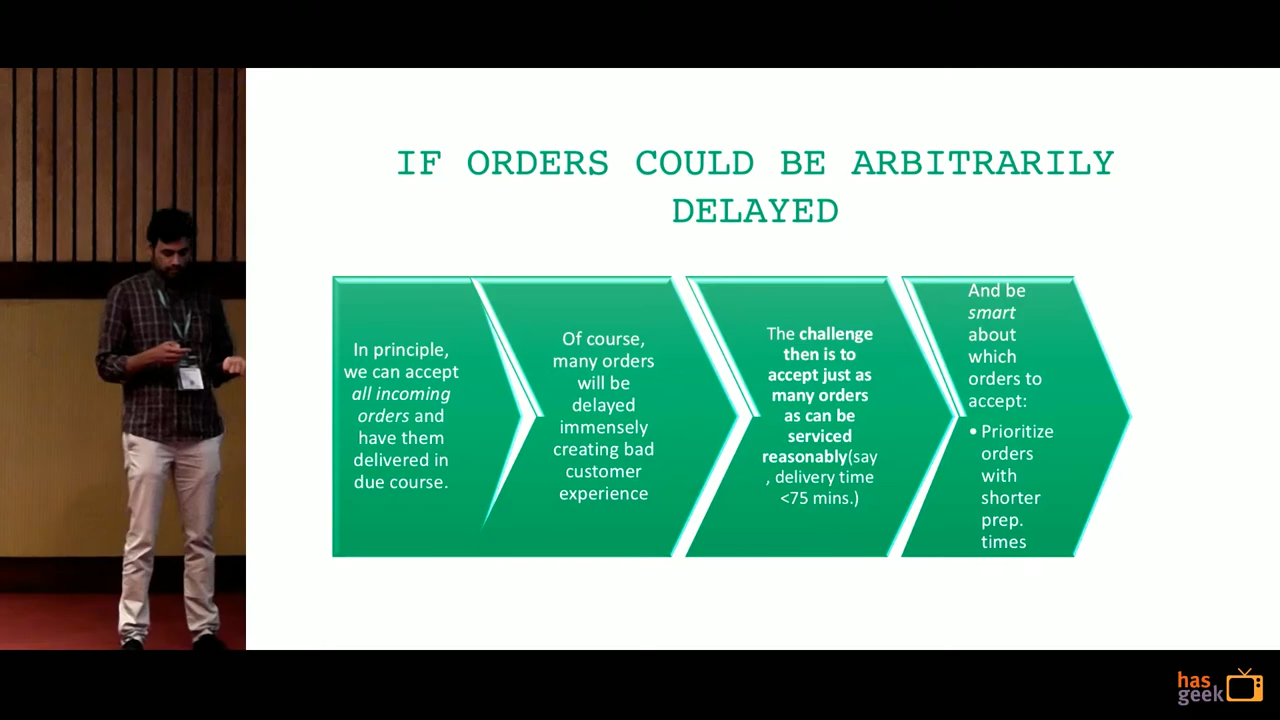 IF ORDERS COULD BE ARBITRARILY
DELAYED
In principle,
we can accept
all incoming
orders and
have them
delivered in
due course.
Of course,
many orders
will be
delayed
immensely
creating bad
customer
experience
The challenge
then is to
accept just as
many orders
as can be
serviced
reasonably(say
, delivery time
<75 mins.)
And be
smart
about
which
orders to
accept:
• Prioritize
orders
with
shorter
prep.
times
has
geek